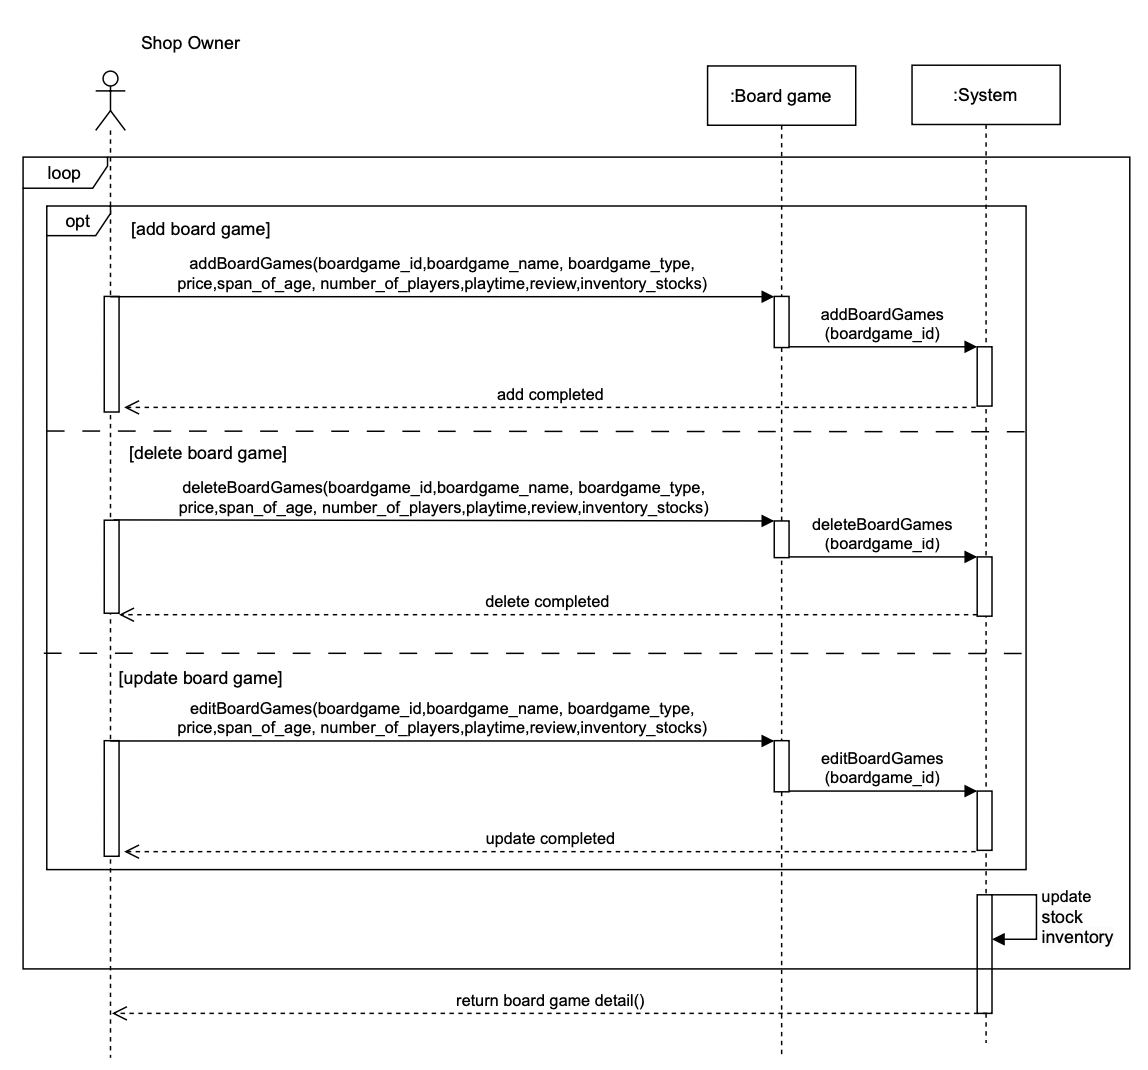 Shop Owner
:Board game
:System
loop
opt
[add board game]
addBoardGames(boardgame_id,boardgame_name, boardgame_type,
price,span_of_age, number_of_players,playtime,review,inventory_stocks)
addBoardGames
(boardgame_id)
add completed
[delete board game]
deleteBoardGames(boardgame_id,boardgame_name, boardgame_type,
price,span_of_age, number_of_players,playtime,review,inventory_stocks)
deleteBoardGames
(boardgame_id)
delete completed
[update board game]
editBoardGames(boardgame_id,boardgame_name, boardgame_type,
price,span_of_age, number_of_players,playtime,review,inventory_stocks)
editBoardGames
(boardgame_id)
update completed
update
stock
inventory
return board game detail()